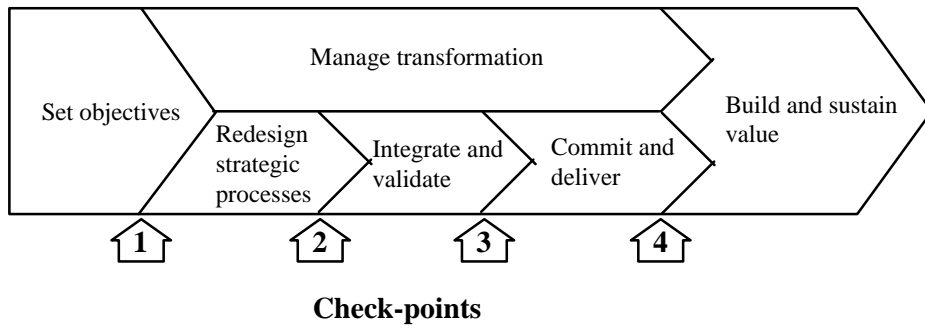 Manage transformation
Set objectives
Redesign
strategic
processes
Integrate and
validate
Commit and
deliver
Build and sustain
value
1
2
3
4
Check-points